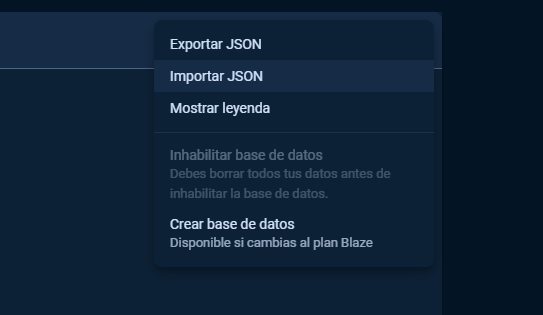 Exportar JSON
Importar JSON
Mostrar leyenda
Inhabilitar base de datos
Debes borrar todos tus datos antes de
inhabilitar la base de datos.
Crear base de datos
Disponible si cambias al plan Blaze